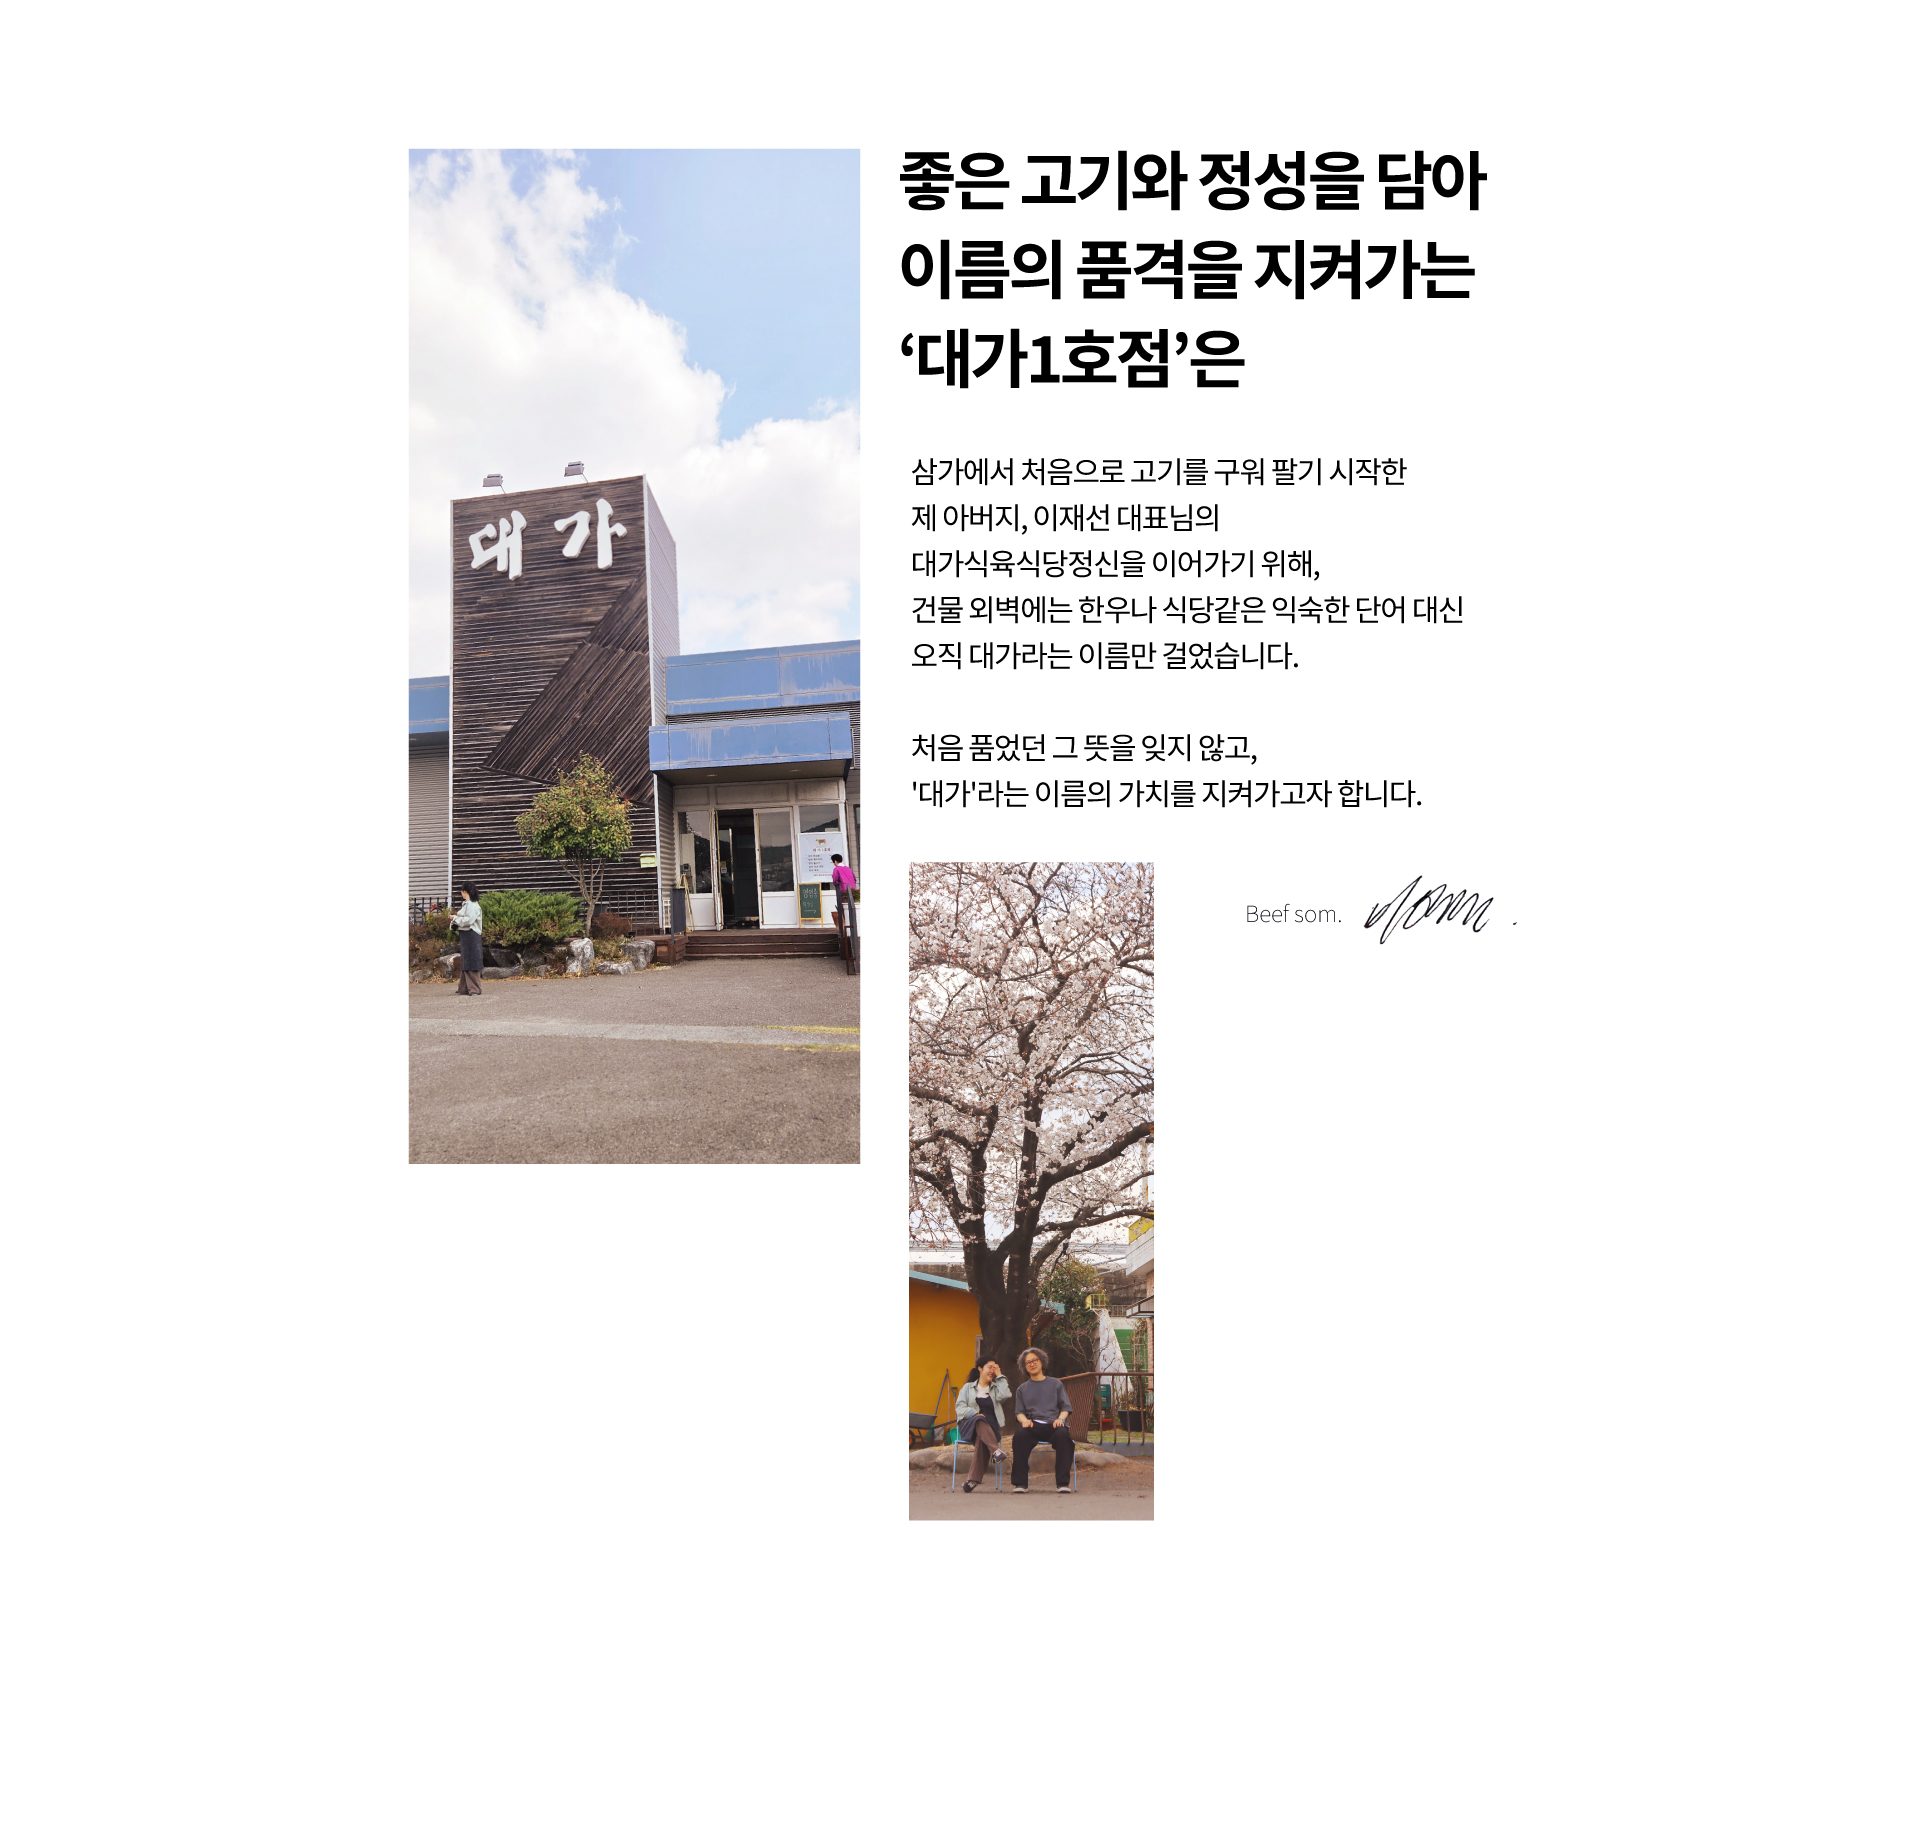 좋은 고기와 정성을 담아
이름의 품격을 지켜가는
‘대가1호점’은
대가
삼가에서 처음으로 고기를 구워 팔기 시작한
제 아버지, 이재선 대표님의
대가식육식당정신을 이어가기 위해,
건물 외벽에는 한우나 식당같은 익숙한 단어 대신
오직 대가라는 이름만 걸었습니다.
처음 품었던 그 뜻을 잊지 않고,
'대가'라는 이름의 가치를 지켜가고자 합니다.
Beef som.